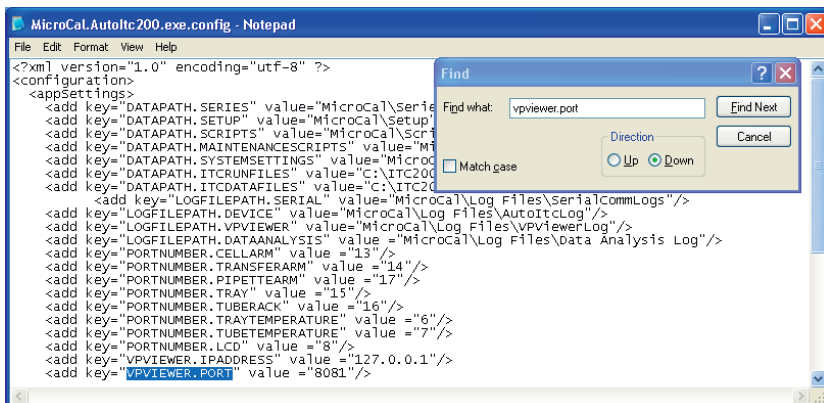 MicroCal.AutoItc200.exe.config - Notepad
File Edit Format View Help
<?xml version="1.0" encoding="utf-8" ?>
<configuration>
<appSettings>
<add key="DATAPATH.SERIES" value="MicroCal\Serie
<add key="DATAPATH.SETUP" value="MicroCal\Setup"
<add key="DATAPATH.SCRIPTS" value="MicroCal\Scri
<add key="DATAPATH.MAINTENANCESCRIPTS" value="Mi
<add key="DATAPATH.SYSTEMSETTINGS" value="MicroC
<add key="DATAPATH.ITCRUNFILES" value="C:\ITC200
<add key="DATAPATH.ITCDATAFILES" value="C:\ITC20
<add key="LOGFILEPATH.SERIAL" value="MicroCal\Log Files\SerialCommLogs"/>
<add key="LOGFILEPATH.DEVICE" value="MicroCal\Log Files\AutoItcLog"/>
<add key="LOGFILEPATH.VPVIEWER" value="MicroCal\Log Files\VPViewerLog"/>
<add key="LOGFILEPATH.DATAANALYSIS" value ="MicroCal\Log Files\Data Analysis Log"/>
<add key="PORTNUMBER.CELLARM" value ="13"/>
<add key="PORTNUMBER.TRANSFERARM" value ="14"/>
<add key="PORTNUMBER.PIPETTEARM" value ="17"/>
<add key="PORTNUMBER.TRAY" value ="15"/>
<add key="PORTNUMBER.TUBERACK" value ="16"/>
<add key="PORTNUMBER.TRAYTEMPERATURE" value ="6"/>
<add key="PORTNUMBER.TUBETEMPERATURE" value ="7"/>
<add key="PORTNUMBER.LCD" value ="8"/>
<add key="VPVIEWER.IPADDRESS" value ="127.0.0.1"/>
<add key="VPVIEWER.PORT" value ="8081"/>
Find
Find what: vpviewer.port Find Next
Direction Cancel
Match case Up Down